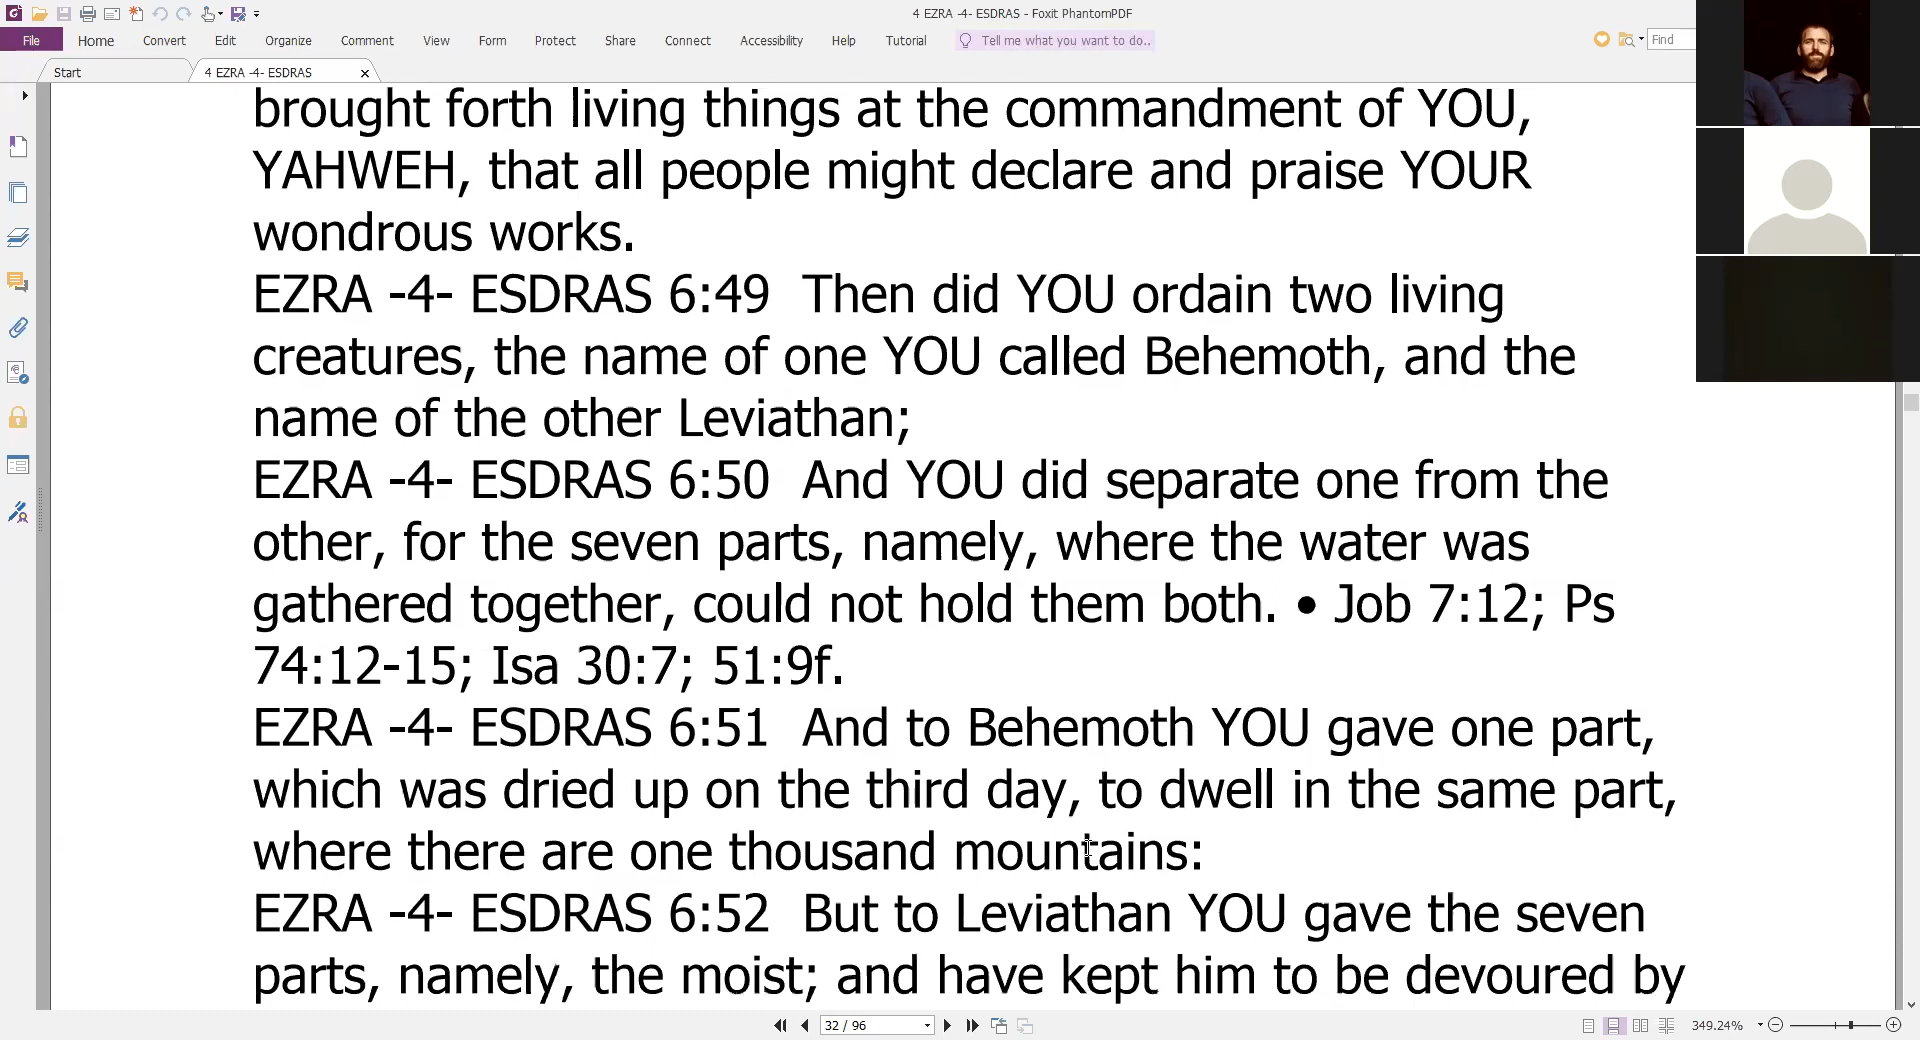 4 EZRA -4- ESDRAS - Foxit PhantomPDF
File Home Convert Edit Organize Comment View Form Protect Share Connect Accessibility Help Tutorial Tell me what you want to do.. Find
Start 4 EZRA -4- ESDRAS
brought forth living things at the commandment of YOU,
YAHWEH, that all people might declare and praise YOUR
wondrous works.
EZRA -4- ESDRAS 6:49 Then did YOU ordain two living
creatures, the name of one YOU called Behemoth, and the
name of the other Leviathan;
EZRA -4- ESDRAS 6:50 And YOU did separate one from the
other, for the seven parts, namely, where the water was
gathered together, could not hold them both. • Job 7:12; Ps
74:12-15; Isa 30:7; 51:9f.
EZRA -4- ESDRAS 6:51 And to Behemoth YOU gave one part,
which was dried up on the third day, to dwell in the same part,
where there are one thousand mountains:
EZRA -4- ESDRAS 6:52 But to Leviathan YOU gave the seven
parts, namely, the moist; and have kept him to be devoured by
32 / 96
349.24%